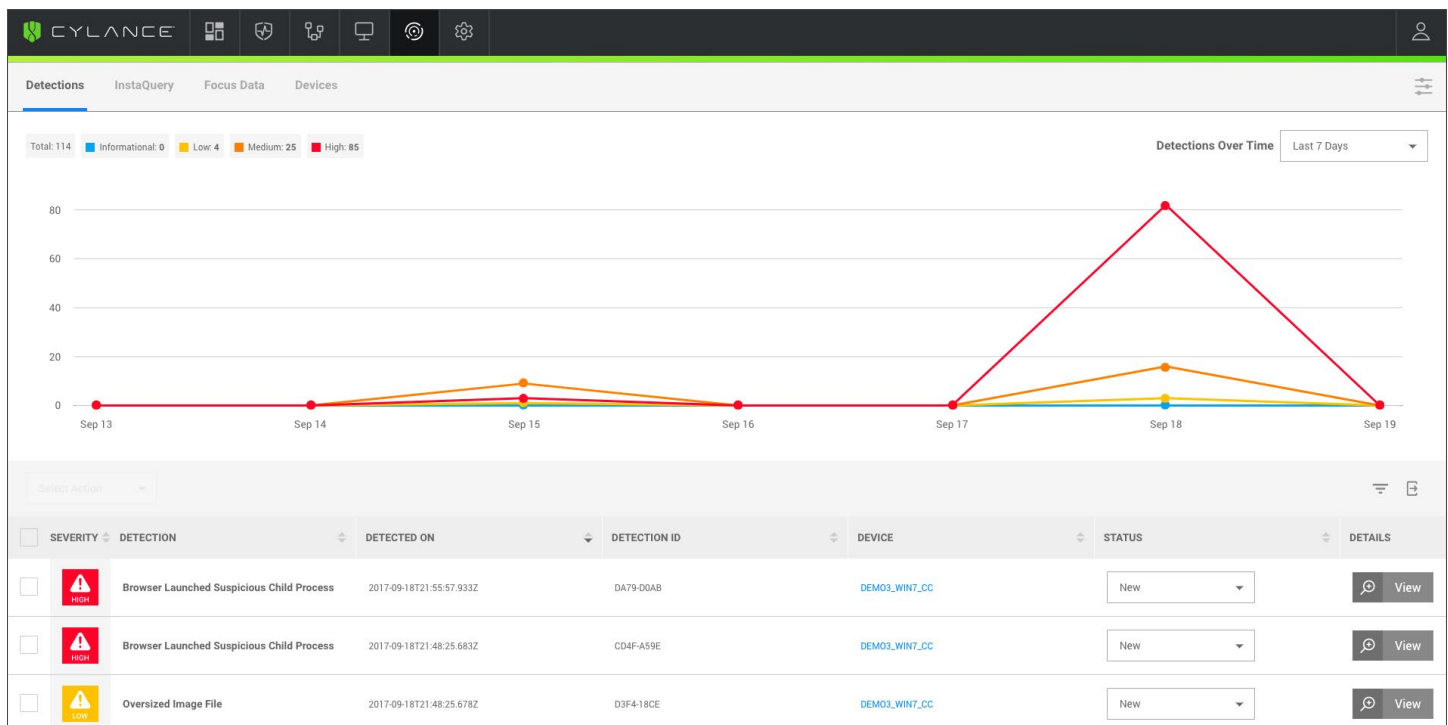 CYLANCE
Detections InstaQuery Focus Data Devices
Total: 114 Informational: 0 Low: 4 Medium: 25 High: 85 Detections Over Time Last 7 Days
80
60
40
20
0
Sep 13 Sep 14 Sep 15 Sep 16 Sep 17 Sep 18 Sep 19
Select Action
SEVERITY DETECTION DETECTED ON DETECTION ID DEVICE STATUS DETAILS
HIGH Browser Launched Suspicious Child Process 2017-09-18T21:55:57.933Z DA79-D0AB DEMO3_WIN7_CC New View
HIGH Browser Launched Suspicious Child Process 2017-09-18T21:48:25.683Z CD4F-A59E DEMO3_WIN7_CC New View
LOW Oversized Image File 2017-09-18T21:48:25.678Z D3F4-18CE DEMO3_WIN7_CC New View